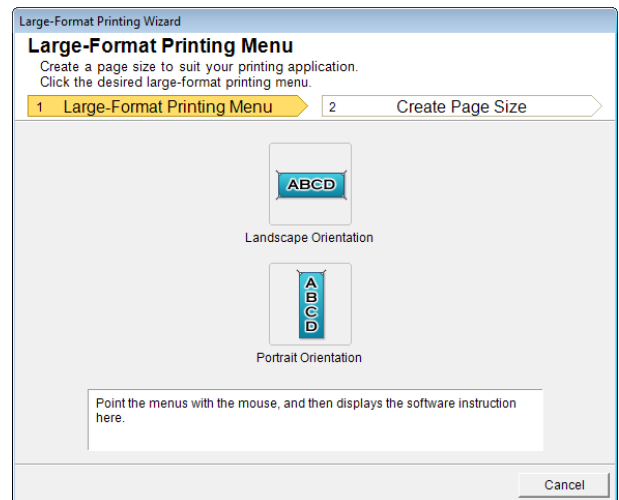 Large-Format Printing Wizard
Large-Format Printing Menu
Create a page size to suit your printing application.
Click the desired large-format printing menu.
1 Large-Format Printing Menu 2 Create Page Size
ABCD
Landscape Orientation
A
B
C
D
Portrait Orientation
Point the menus with the mouse, and then displays the software instruction
here.
Cancel